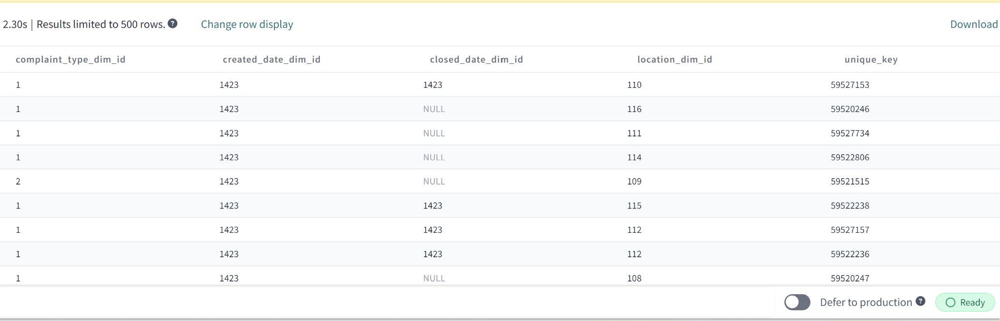 2.30s | Results limited to 500 rows. ? Change row display Download
complaint_type_dim_id created_date_dim_id closed_date_dim_id location_dim_id unique_key
1 1423 1423 110 59527153
1 1423 NULL 116 59520246
1 1423 NULL 111 59527734
1 1423 NULL 114 59522806
2 1423 NULL 109 59521515
1 1423 1423 115 59522238
1 1423 1423 112 59527157
1 1423 1423 112 59522236
1 1423 NULL 108 59520247
Defer to production ? Ready